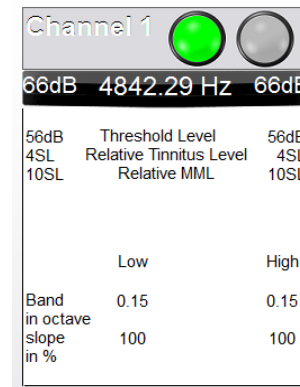 Channel 1
66dB 4842.29 Hz 66dB
56dB Threshold Level 56dB
4SL Relative Tinnitus Level 4SL
10SL Relative MML 10SL
Low High
Band 0.15 0.15
in octave
slope 100 100
in %